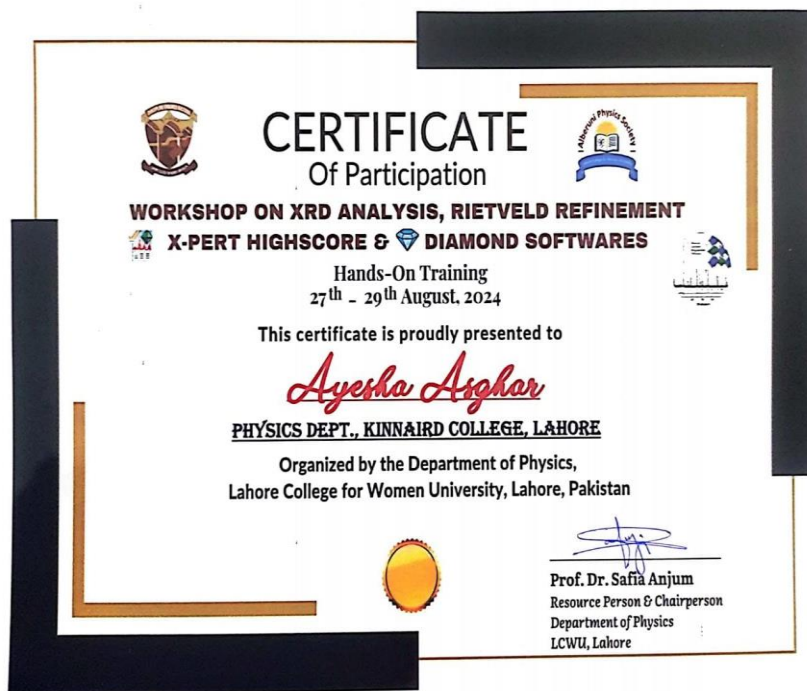 CERTIFICATE
Of Participation
Alberuni Physics Society
WORKSHOP ON XRD ANALYSIS, RIETVELD REFINEMENT
X-PERT HIGHSCORE & DIAMOND SOFTWARES
Hands-On Training
27th - 29th August, 2024
This certificate is proudly presented to
Ayesha Asghar
PHYSICS DEPT., KINNAIRD COLLEGE, LAHORE
Organized by the Department of Physics,
Lahore College for Women University, Lahore, Pakistan
Prof. Dr. Safia Anjum
Resource Person & Chairperson
Department of Physics
LCWU, Lahore